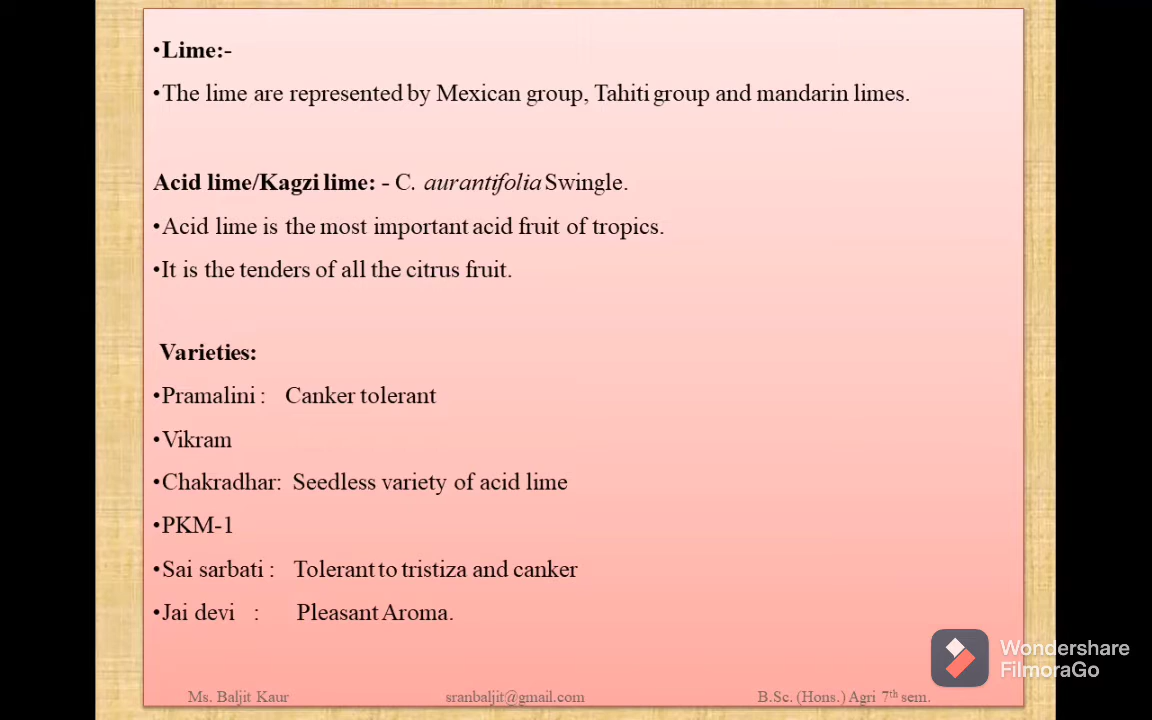 •Lime:-
•The lime are represented by Mexican group, Tahiti group and mandarin limes.
Acid lime/Kagzi lime: - C. aurantifolia Swingle.
•Acid lime is the most important acid fruit of tropics.
•It is the tenders of all the citrus fruit.
Varieties:
•Pramalini : Canker tolerant
•Vikram
•Chakradhar: Seedless variety of acid lime
•PKM-1
•Sai sarbati : Tolerant to tristiza and canker
•Jai devi : Pleasant Aroma.
Wondershare
FilmoraGo
Ms. Baljit Kaur sranbaljit@gmail.com B.Sc. (Hons.) Agri 7th sem.